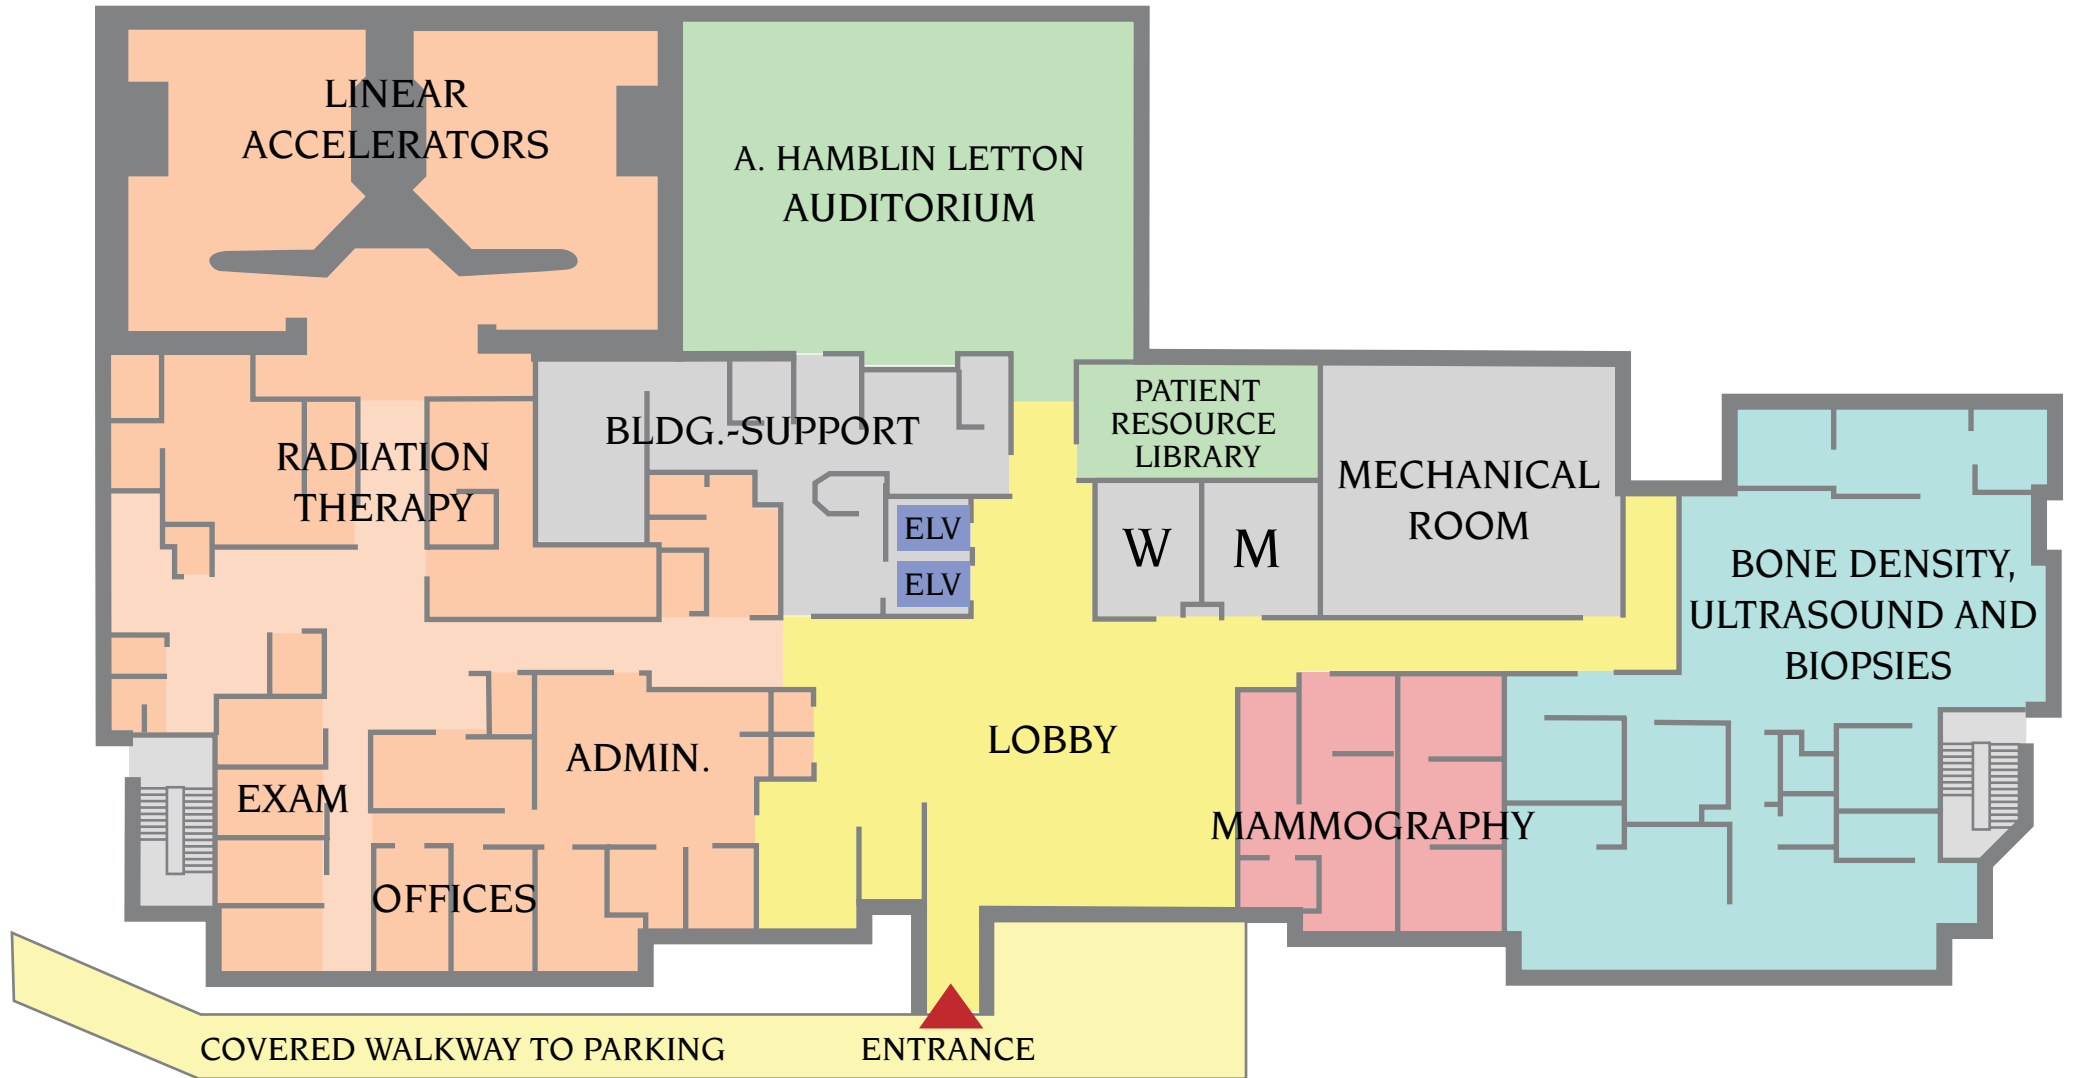 LINEAR
ACCELERATORS
A. HAMBLIN LETTON
AUDITORIUM
PATIENT
RESOURCE
LIBRARY
BLDG.-SUPPORT
RADIATION
THERAPY
MECHANICAL
ROOM
ELV
ELV
W
M
BONE DENSITY,
ULTRASOUND AND
BIOPSIES
LOBBY
ADMIN.
EXAM
MAMMOGRAPHY
OFFICES
COVERED WALKWAY TO PARKING
ENTRANCE